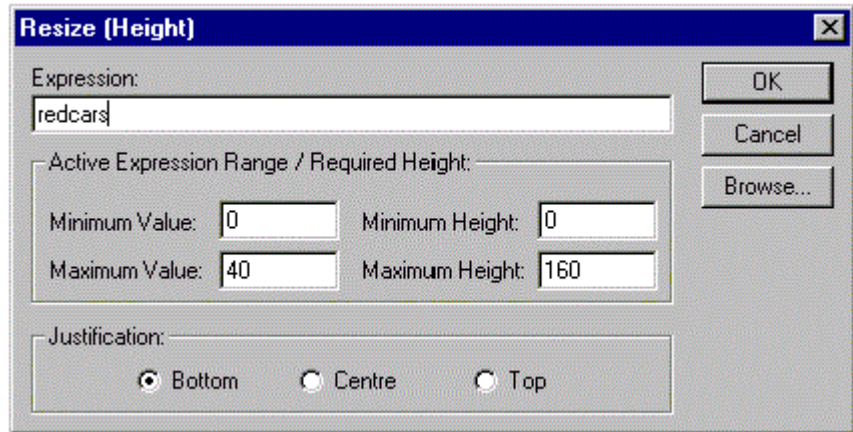 Resize (Height)
Expression:
redcars
OK
Cancel
Browse...
Active Expression Range / Required Height:
Minimum Value: 0 Minimum Height: 0
Maximum Value: 40 Maximum Height: 160
Justification:
Bottom Centre Top